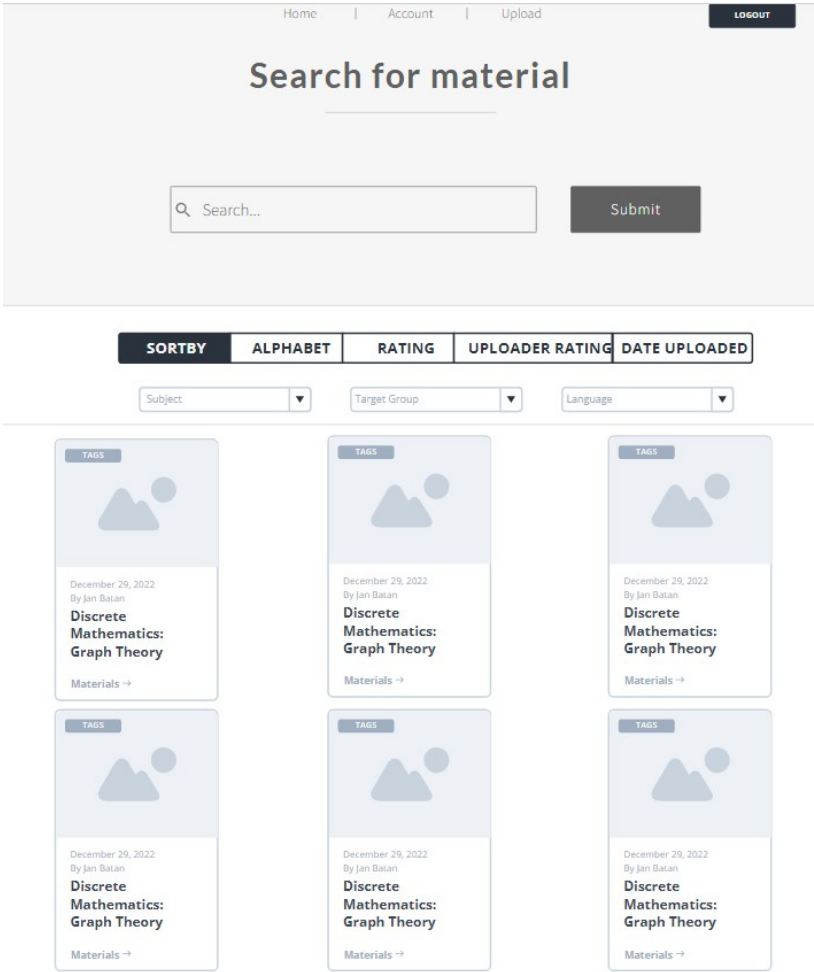 Home | Account | Upload LOGOUT
Search for material
Search... Submit
SORTBY ALPHABET RATING UPLOADER RATING DATE UPLOADED
Subject Target Group Language
TAGS
December 29, 2022
By Jan Batan
Discrete
Mathematics:
Graph Theory
Materials →
TAGS
December 29, 2022
By Jan Batan
Discrete
Mathematics:
Graph Theory
Materials →
TAGS
December 29, 2022
By Jan Batan
Discrete
Mathematics:
Graph Theory
Materials →
TAGS
December 29, 2022
By Jan Batan
Discrete
Mathematics:
Graph Theory
Materials →
TAGS
December 29, 2022
By Jan Batan
Discrete
Mathematics:
Graph Theory
Materials →
TAGS
December 29, 2022
By Jan Batan
Discrete
Mathematics:
Graph Theory
Materials →